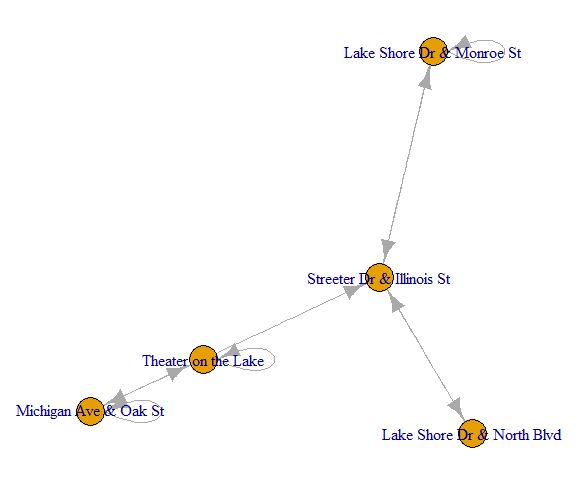 Lake Shore Dr & Monroe St
Streeter Dr & Illinois St
Theater on the Lake
Michigan Ave & Oak St
Lake Shore Dr & North Blvd